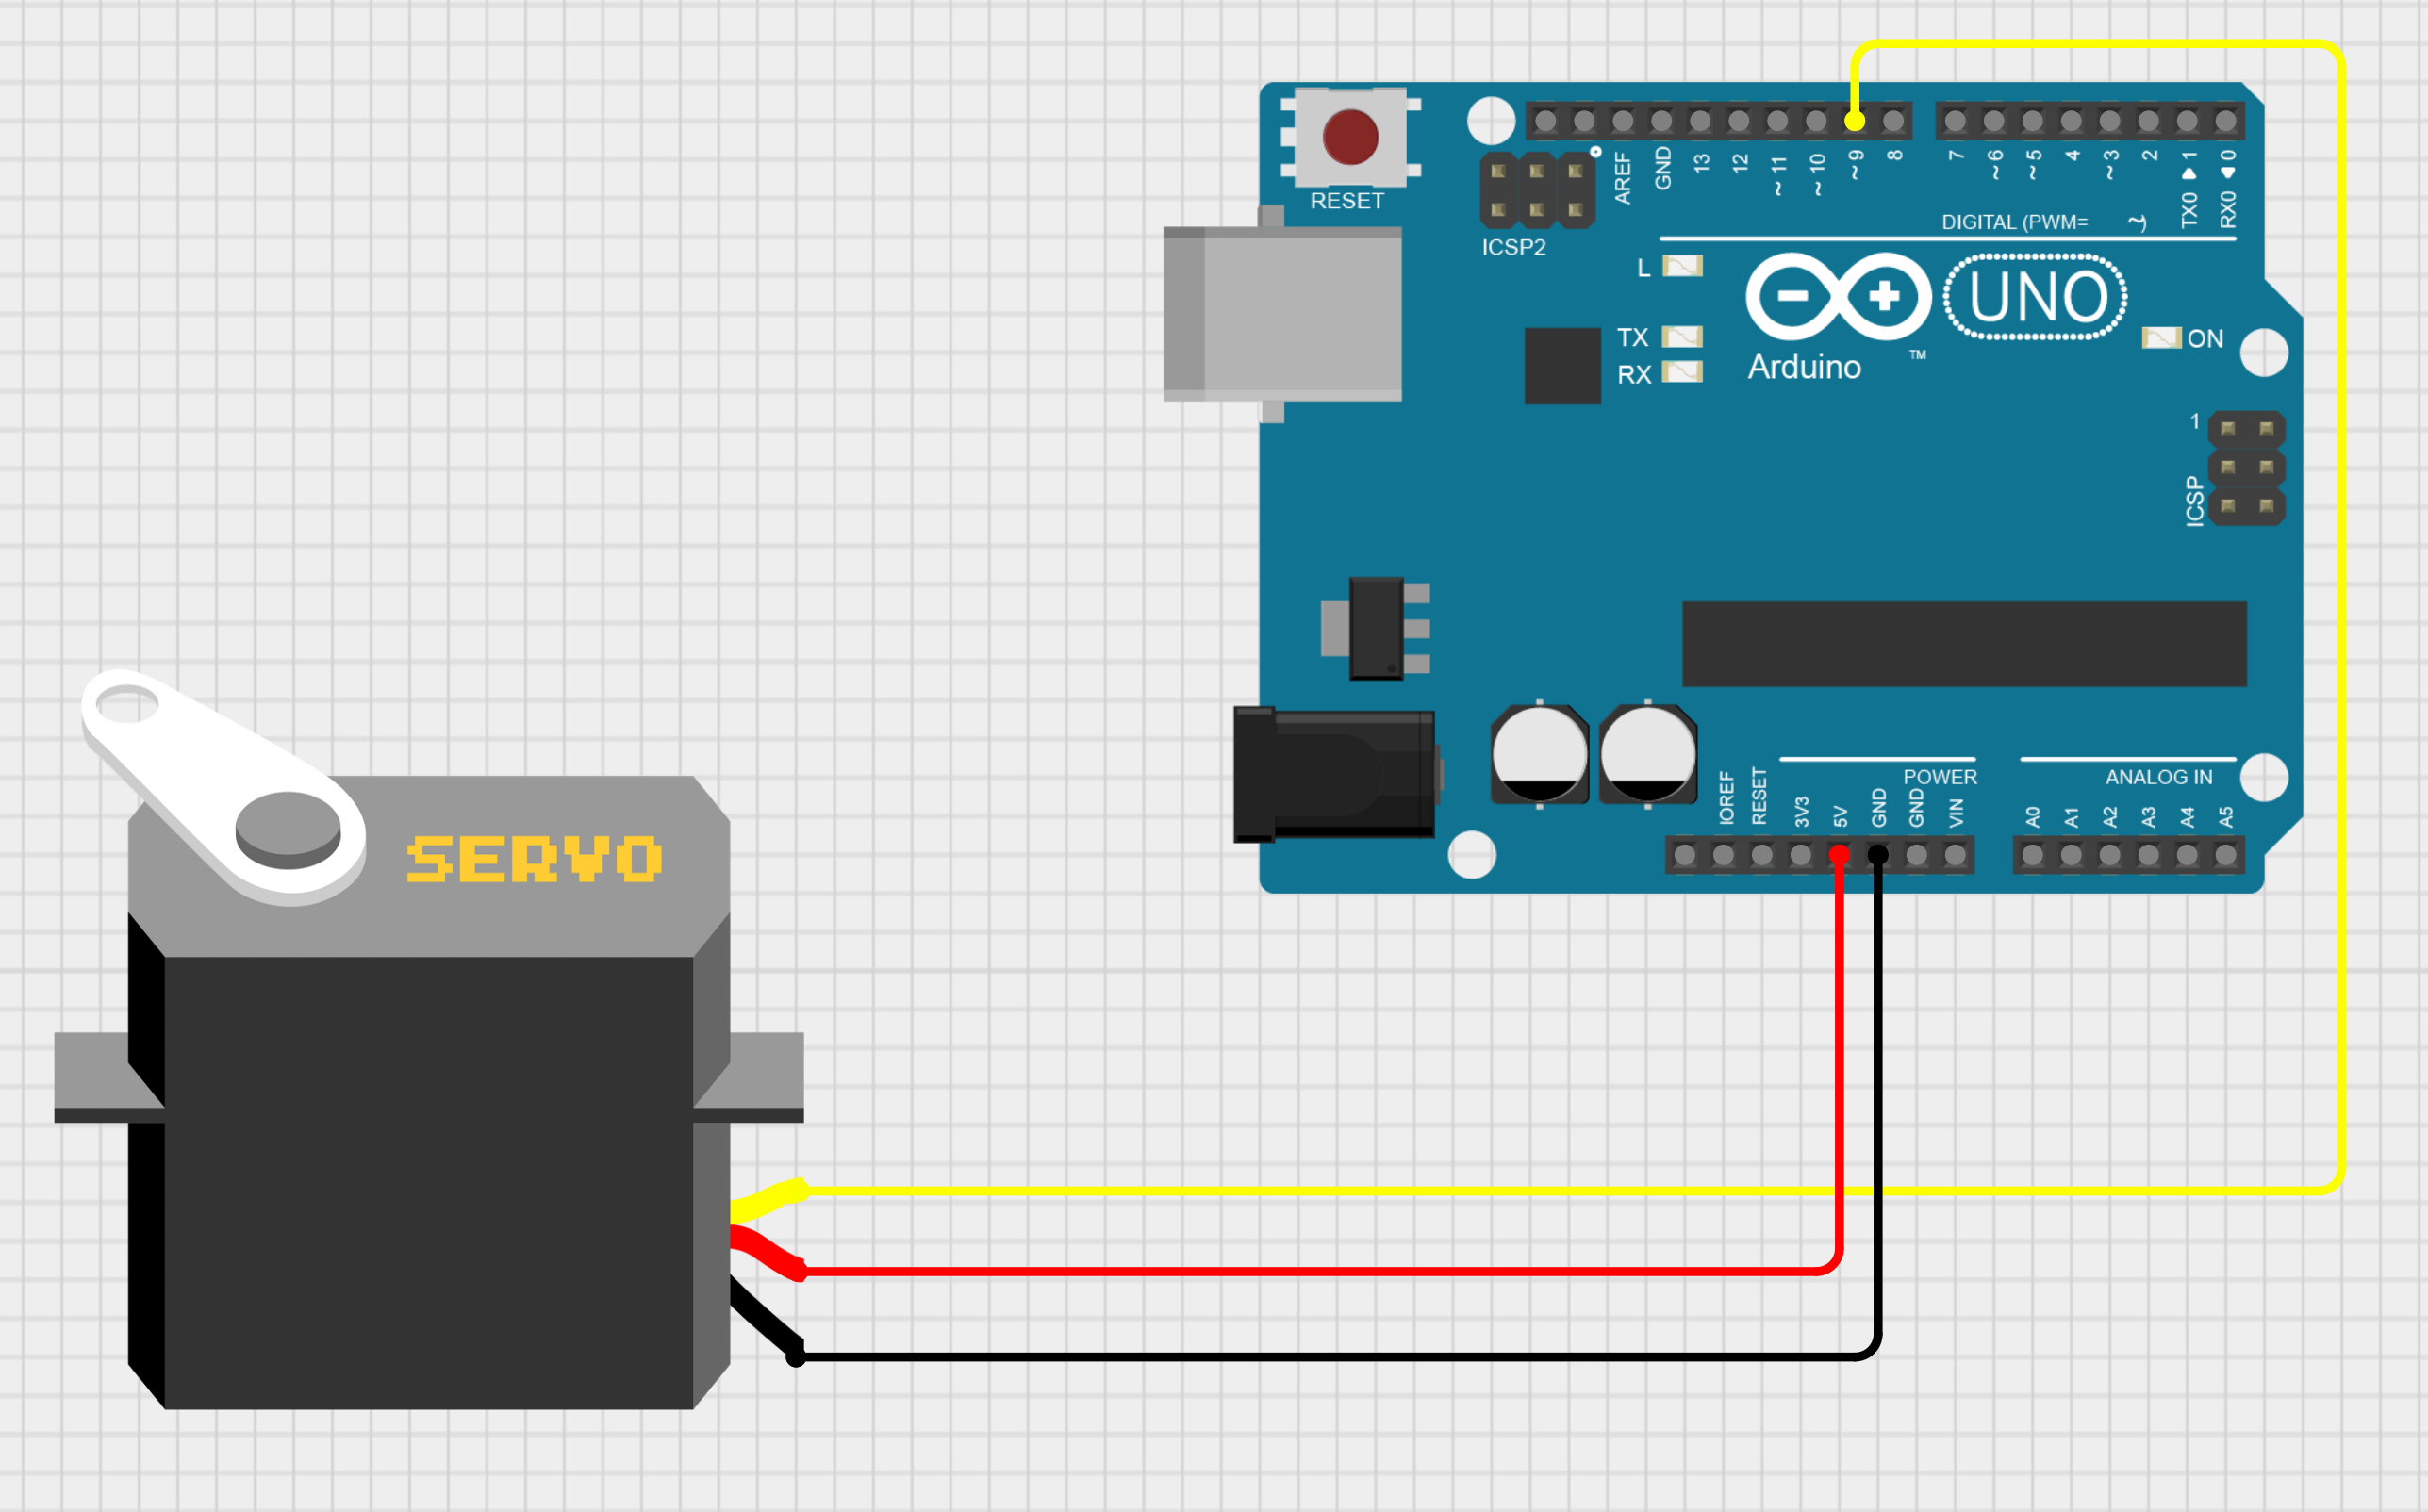 RESET
ICSP2
AREF
GND
13
12
~ 11
~ 10
~ 9
8
7
~ 6
~ 5
4
~ 3
2
TX0 ▶ 1
RX0 ◀ 0
DIGITAL (PWM= ~)
L
TX
RX
UNO
Arduino
TM
ON
1
ICSP
POWER
ANALOG IN
IOREF
RESET
3V3
5V
GND
GND
VIN
A0
A1
A2
A3
A4
A5
SERVO